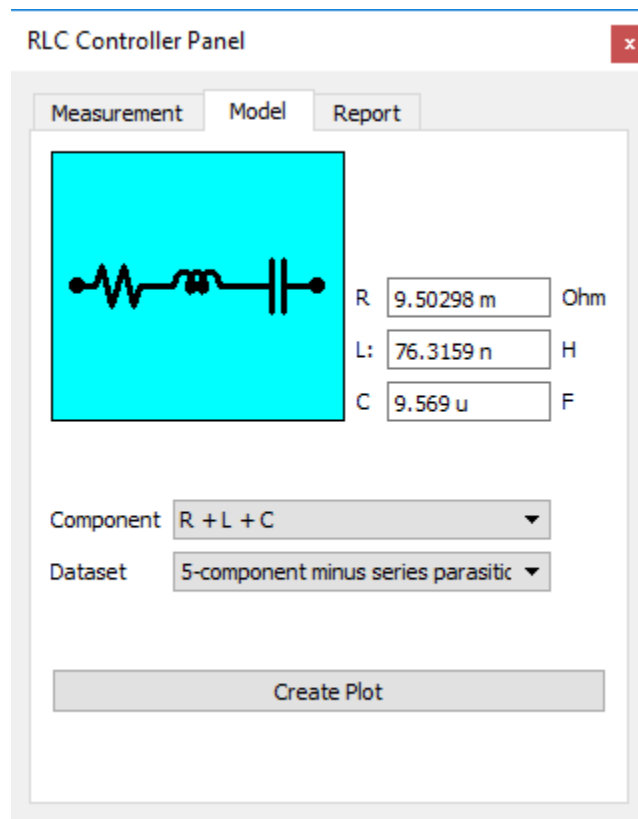 RLC Controller Panel
x
Measurement Model Report
R 9.50298 m Ohm
L: 76.3159 n H
C 9.569 u F
Component R + L + C
Dataset 5-component minus series parasitic
Create Plot